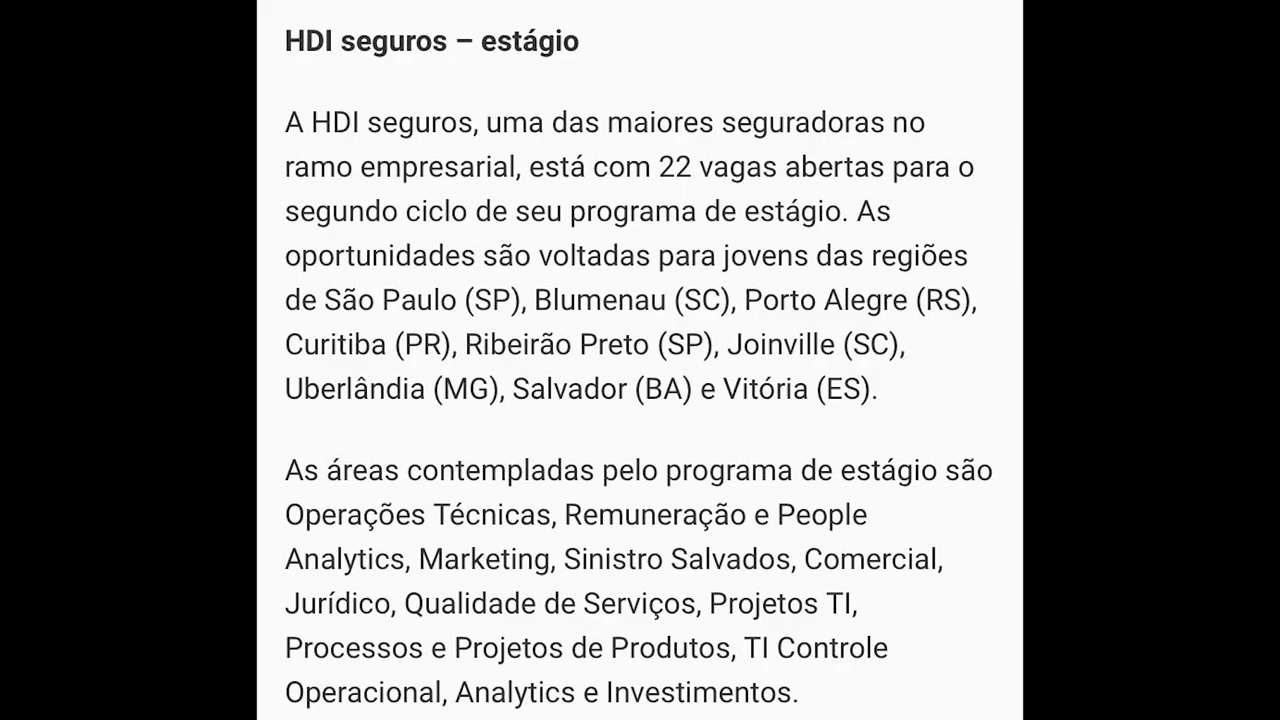 HDI seguros – estágio
A HDI seguros, uma das maiores seguradoras no
ramo empresarial, está com 22 vagas abertas para o
segundo ciclo de seu programa de estágio. As
oportunidades são voltadas para jovens das regiões
de São Paulo (SP), Blumenau (SC), Porto Alegre (RS),
Curitiba (PR), Ribeirão Preto (SP), Joinville (SC),
Uberlândia (MG), Salvador (BA) e Vitória (ES).
As áreas contempladas pelo programa de estágio são
Operações Técnicas, Remuneração e People
Analytics, Marketing, Sinistro Salvados, Comercial,
Jurídico, Qualidade de Serviços, Projetos TI,
Processos e Projetos de Produtos, TI Controle
Operacional, Analytics e Investimentos.